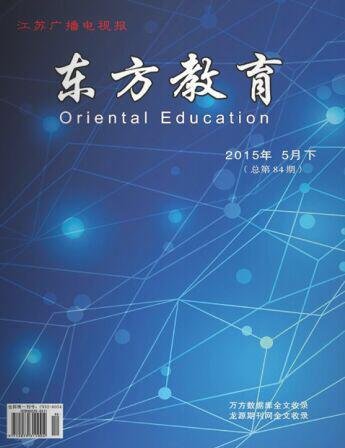 江苏广播电视报
东方教育
Oriental Education
2015年 5月下
（总第84期）
万方数据库全文收录
龙源期刊网全文收录